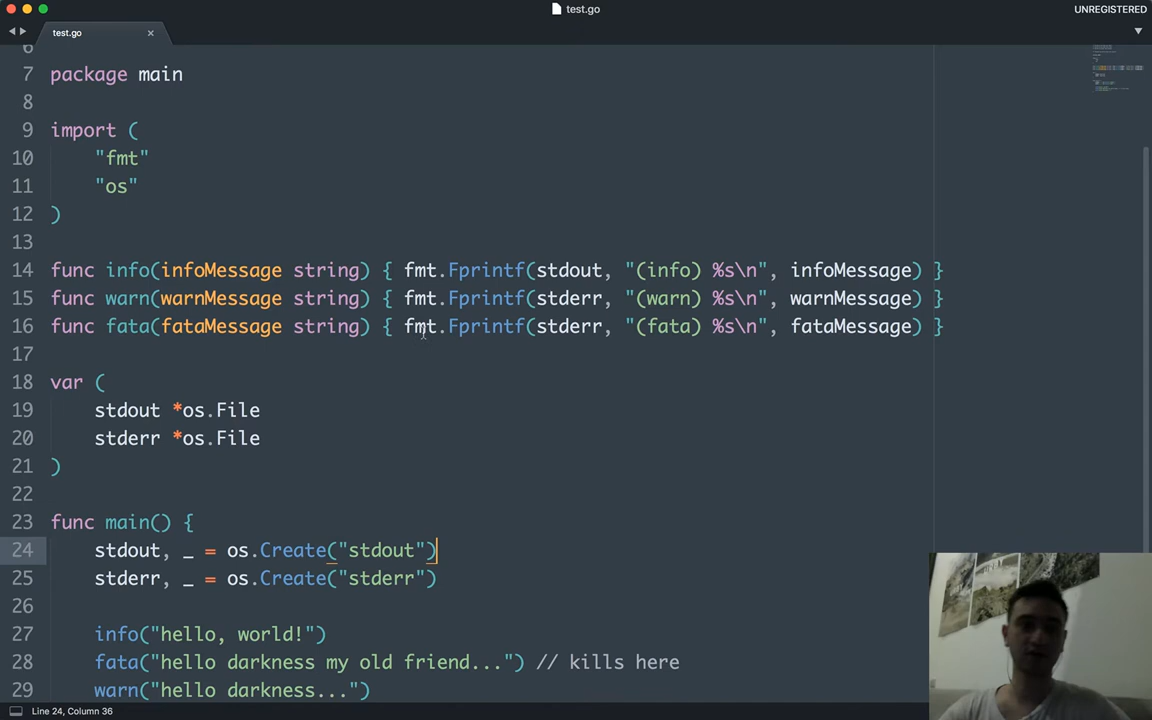 test.go
UNREGISTERED
test.go
6
7 package main
8
9 import (
10     "fmt"
11     "os"
12 )
13
14 func info(infoMessage string) { fmt.Fprintf(stdout, "(info) %s\n", infoMessage) }
15 func warn(warnMessage string) { fmt.Fprintf(stderr, "(warn) %s\n", warnMessage) }
16 func fata(fataMessage string) { fmt.Fprintf(stderr, "(fata) %s\n", fataMessage) }
17
18 var (
19     stdout *os.File
20     stderr *os.File
21 )
22
23 func main() {
24     stdout, _ = os.Create("stdout")
25     stderr, _ = os.Create("stderr")
26
27     info("hello, world!")
28     fata("hello darkness my old friend...") // kills here
29     warn("hello darkness...")
Line 24, Column 36